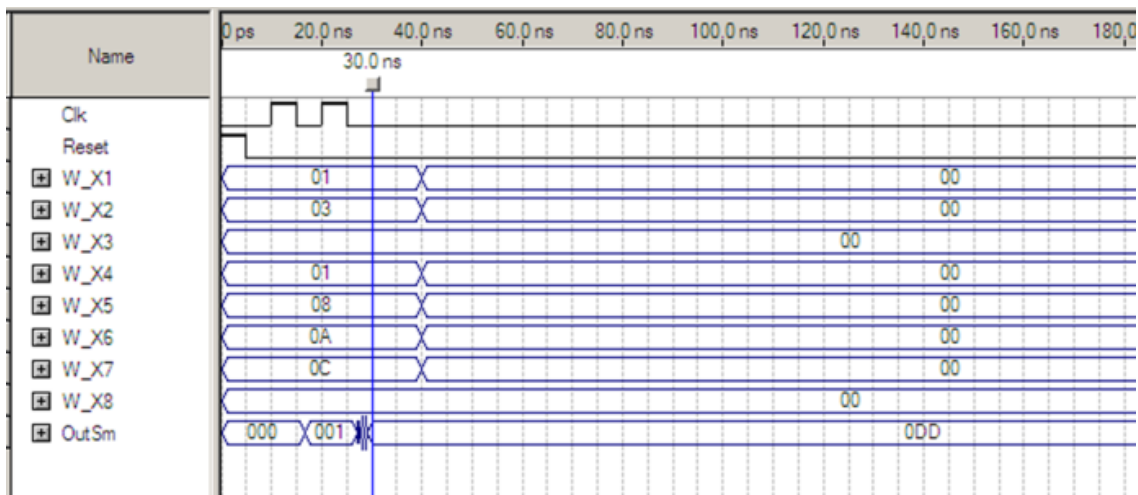 Name
0 ps 20.0 ns 40.0 ns 60.0 ns 80.0 ns 100.0 ns 120.0 ns 140.0 ns 160.0 ns 180.0
30.0 ns
Clk
Reset
W_X1 01 00
W_X2 03 00
W_X3 00
W_X4 01 00
W_X5 08 00
W_X6 0A 00
W_X7 0C 00
W_X8 00
OutSm 000 001 0DD